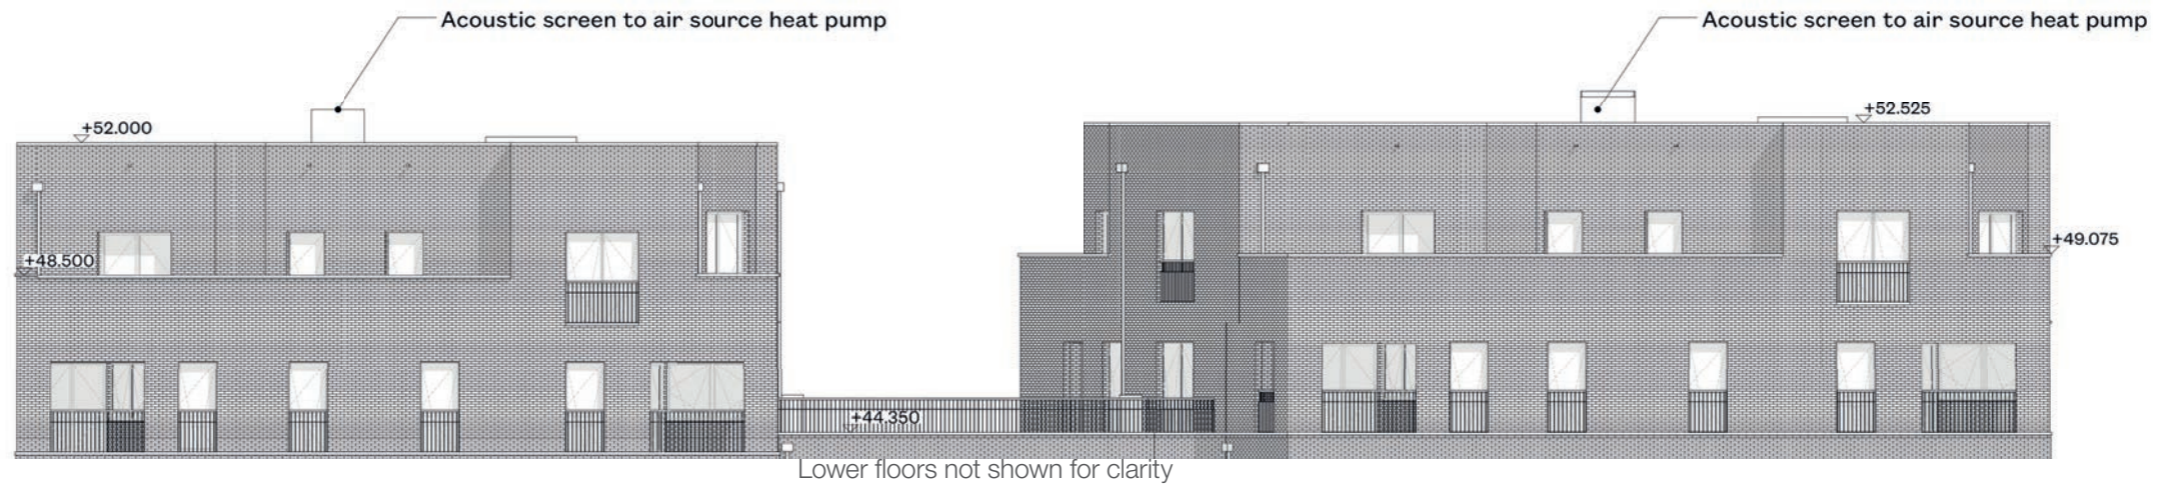 Acoustic screen to air source heat pump
Acoustic screen to air source heat pump
+52.000
+52.525
+48.500
+49.075
+44.350
Lower floors not shown for clarity